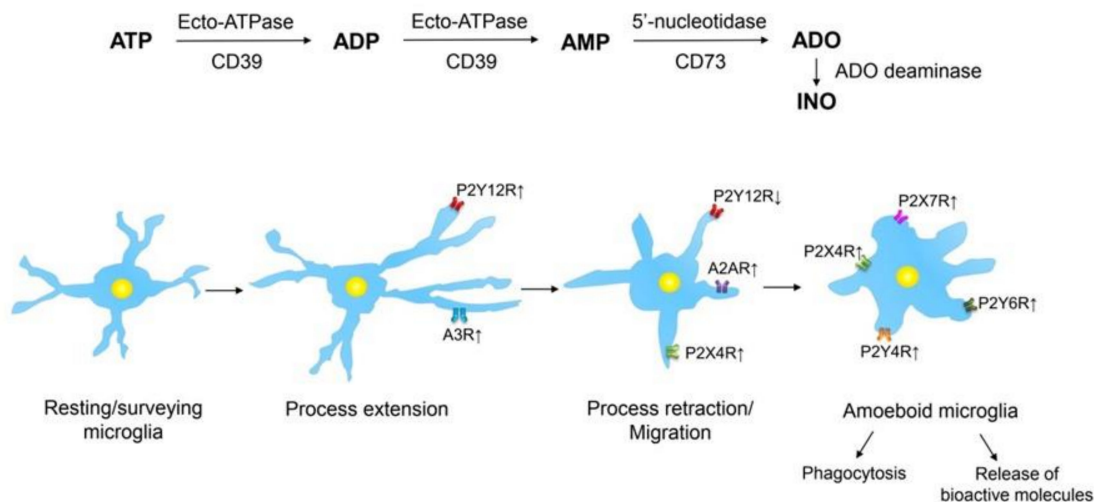 Ecto-ATPase Ecto-ATPase 5’-nucleotidase
ATP ADP AMP ADO
CD39 CD39 CD73
ADO deaminase
INO
P2Y12R↑ P2Y12R↓ P2X7R↑
P2X4R↑
A2AR↑
P2Y6R↑
A3R↑ P2X4R↑ P2Y4R↑
Resting/surveying
microglia
Process extension
Process retraction/
Migration
Amoeboid microglia
Phagocytosis
Release of
bioactive molecules